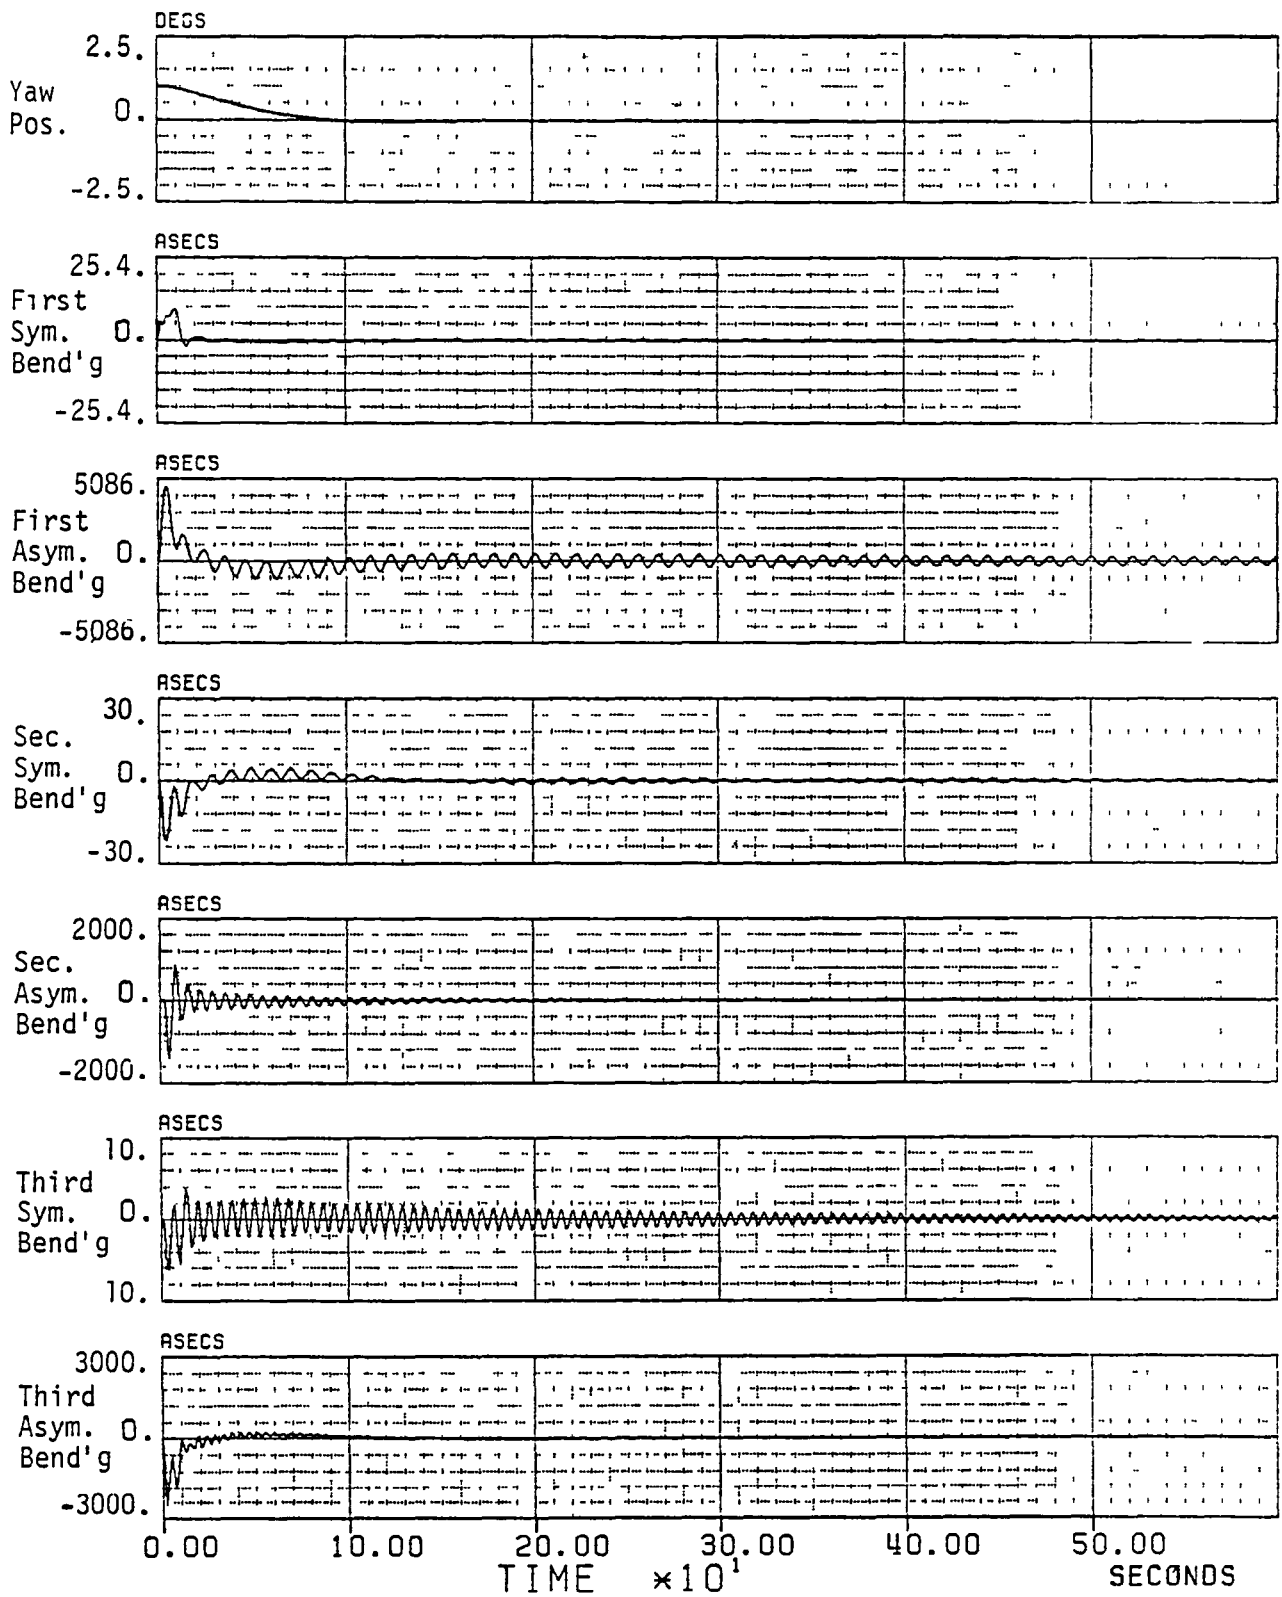 DEGS
2.5.
Yaw
Pos.
0.
-2.5.
ASECS
25.4.
First
Sym.
Bend'g
0.
-25.4.
ASECS
5086.
First
Asym.
Bend'g
0.
-5086.
ASECS
30.
Sec.
Sym.
Bend'g
0.
-30.
ASECS
2000.
Sec.
Asym.
Bend'g
0.
-2000.
ASECS
10.
Third
Sym.
Bend'g
0.
10.
ASECS
3000.
Third
Asym.
Bend'g
0.
-3000.
0.00 10.00 20.00 30.00 40.00 50.00
TIME ×10¹ SECONDS